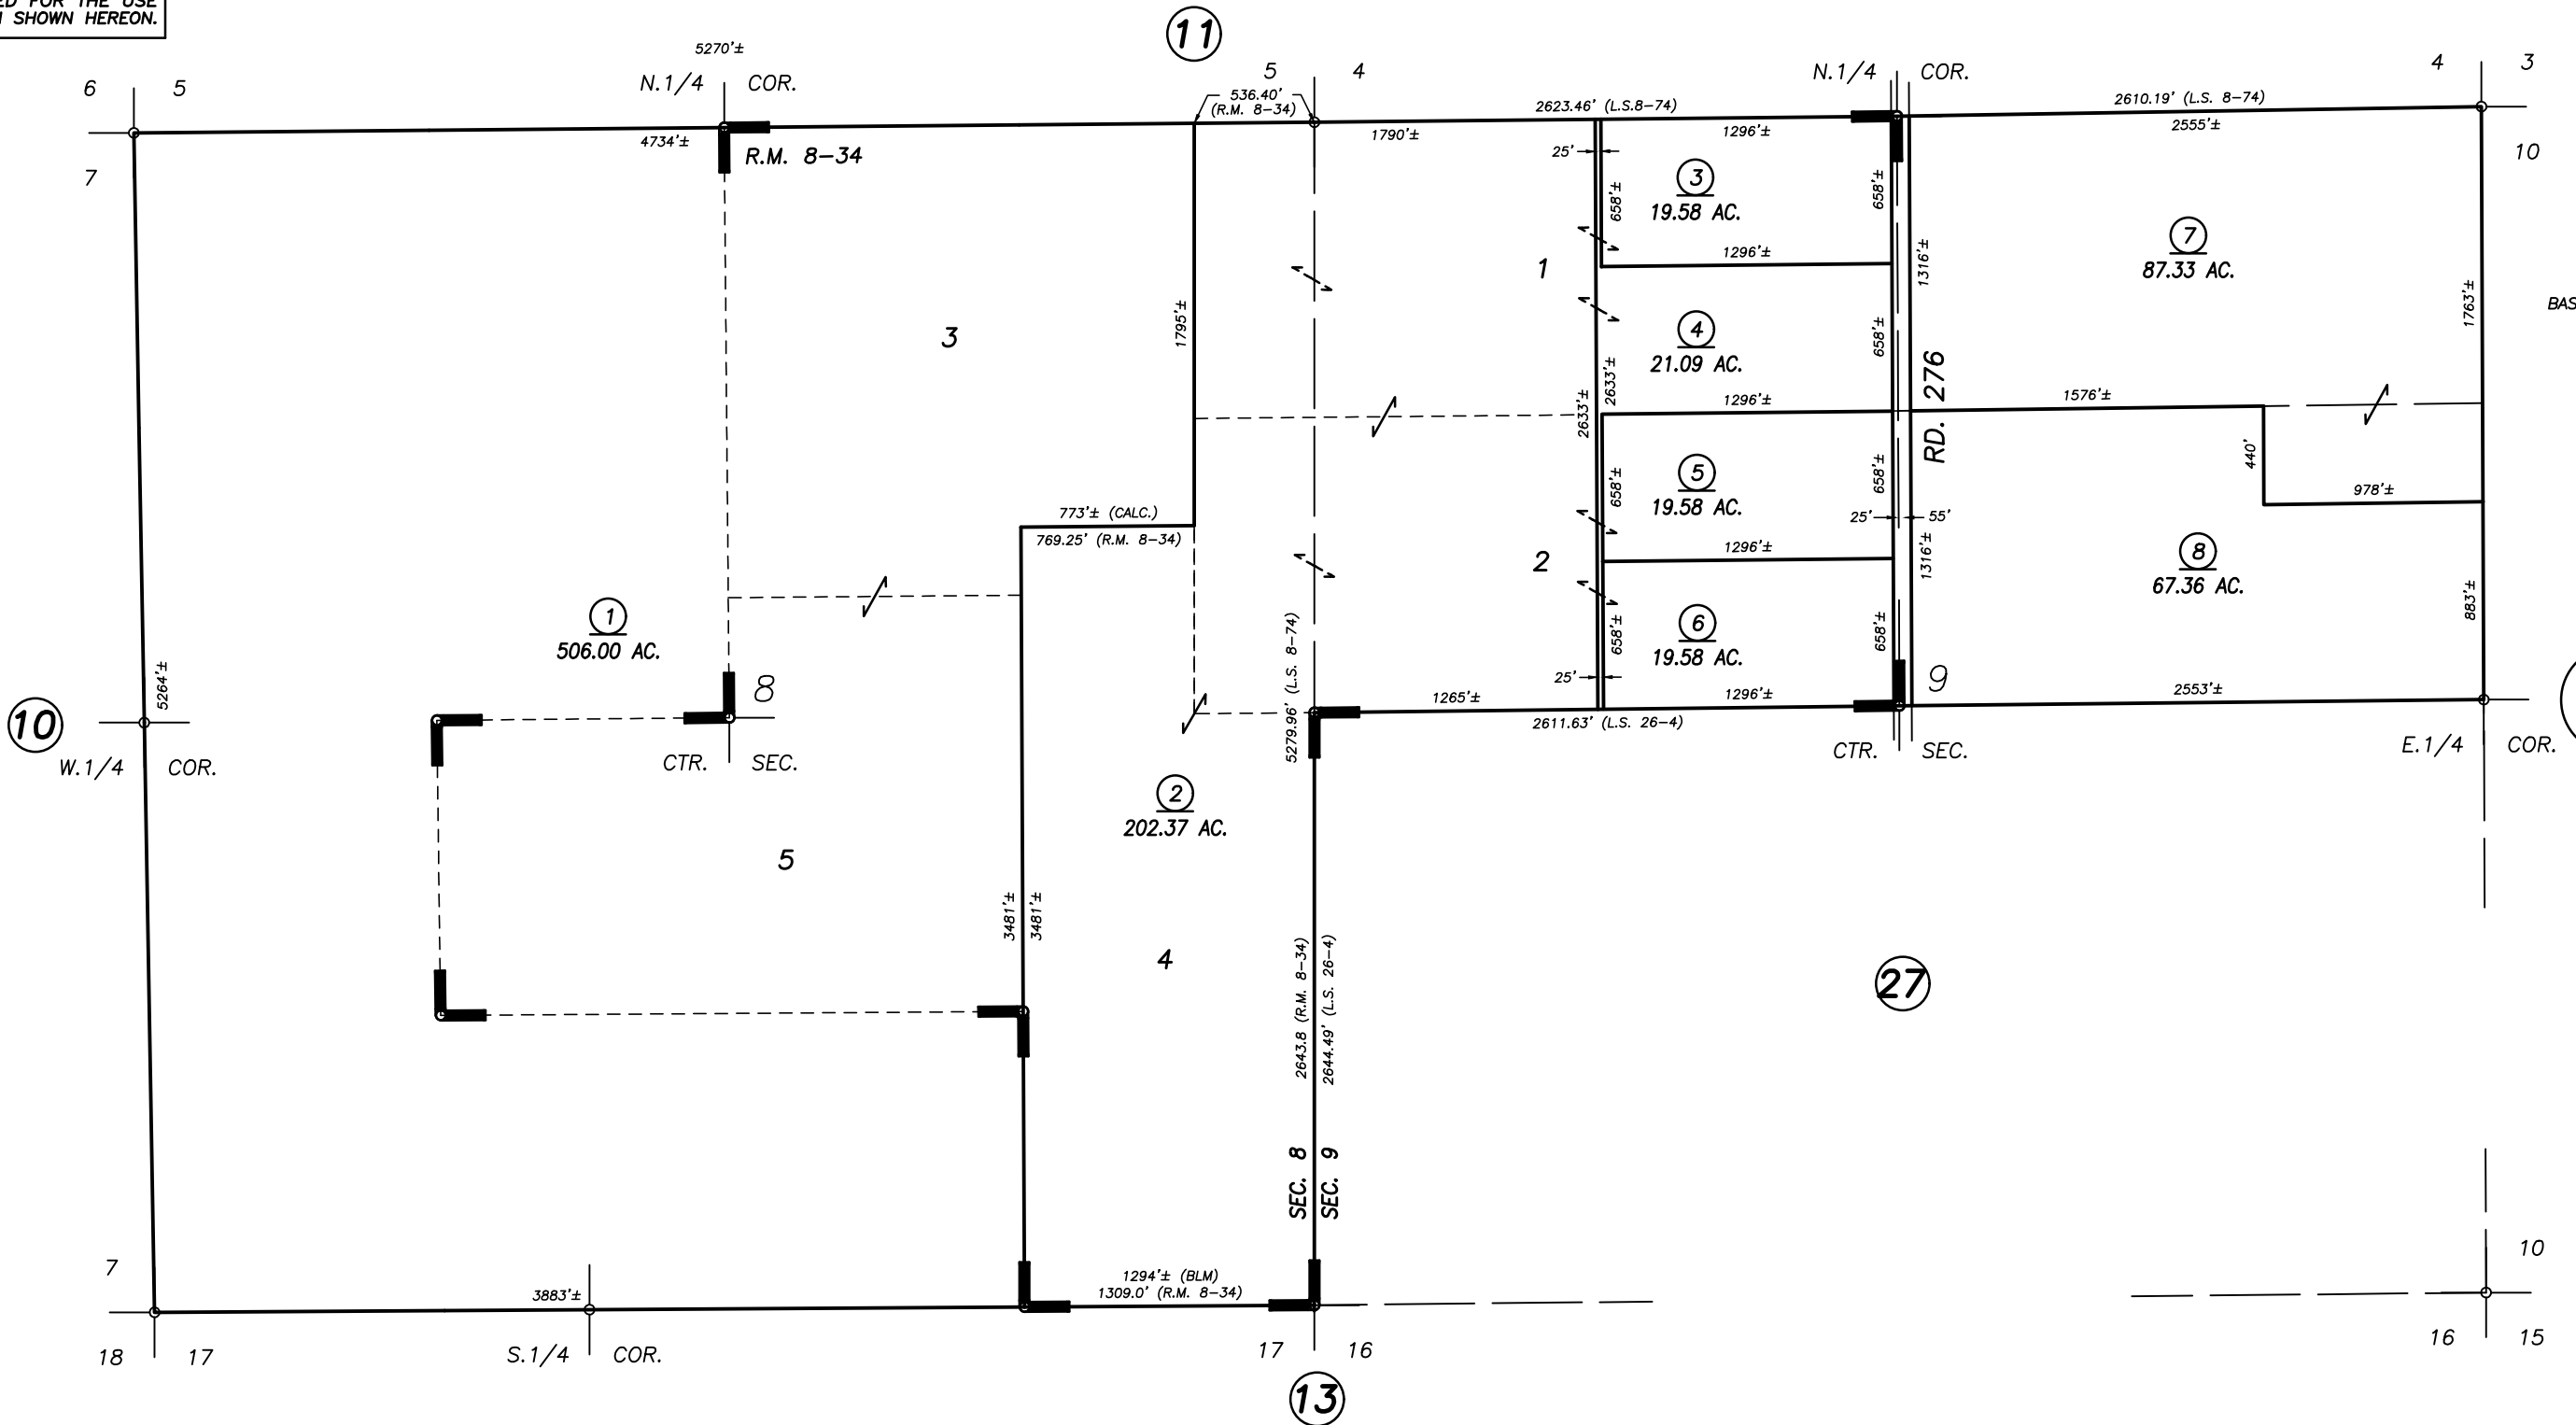 ED FOR THE USE
SHOWN HEREON.
11
5270'±
N.1/4 COR.
6 5
7
4734'±
R.M. 8-34
536.40'
(R.M. 8-34)
5 4
2623.46' (L.S.8-74)
N.1/4 COR.
2610.19' (L.S. 8-74)
4 3
10
1790'±
1296'±
2555'±
25'
3
19.58 AC.
658'±
658'±
1296'±
1316'±
7
87.33 AC.
1763'±
BAS
1
3
1795'±
4
21.09 AC.
658'±
2633'±
2633'±
1296'±
RD. 276
1576'±
440'
978'±
5
19.58 AC.
658'±
658'±
25'
55'
773'± (CALC.)
769.25' (R.M. 8-34)
2
1296'±
1316'±
8
67.36 AC.
883'±
1
506.00 AC.
6
19.58 AC.
658'±
658'±
5264'±
8
5279.96' (L.S. 8-74)
25'
1265'±
1296'±
9
2553'±
10
2611.63' (L.S. 26-4)
W.1/4 COR.
CTR. SEC.
CTR. SEC.
E.1/4 COR.
2
202.37 AC.
5
3481'±
3481'±
4
2643.8 (R.M. 8-34)
2644.49' (L.S. 26-4)
27
SEC. 8
SEC. 9
7
10
3883'±
1294'± (BLM)
1309.0' (R.M. 8-34)
18 17
S.1/4 COR.
17 16
16 15
13